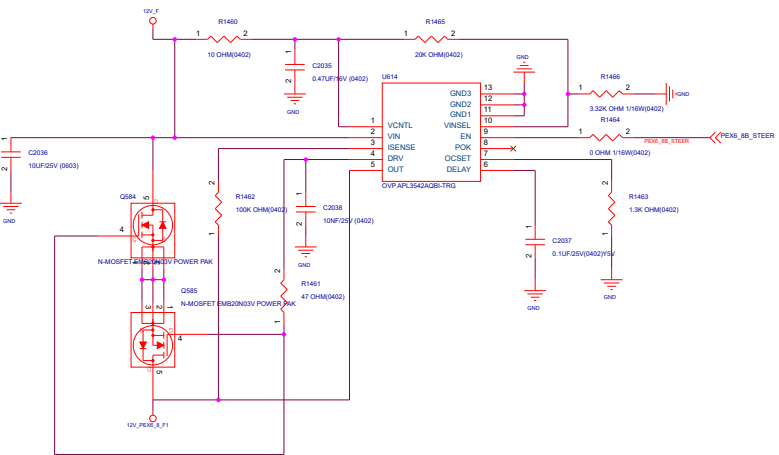 12V_F
R1460
1
2
10 OHM(0402)
R1465
1
2
20K OHM(0402)
1
2
C2035
0.47UF/16V (0402)
GND
GND
U614
GND3
13
GND2
12
GND1
11
VINSEL
10
EN
9
POK
8
OCSET
7
DELAY
6
1
VCNTL
2
VIN
3
ISENSE
4
DRV
5
OUT
OVP APL3542AQBI-TRG
R1466
1
2
GND
3.32K OHM 1/16W(0402)
R1464
1
2
0 OHM 1/16W(0402)
PEX6_8B_STEER
PEX6_8B_STEER
1
2
C2036
10UF/25V (0603)
GND
Q584
5
4
N-MOSFET EMB20N03V POWER PAK
2
R1462
100K OHM(0402)
1
1
2
C2038
10NF/25V (0402)
GND
2
R1463
1.3K OHM(0402)
1
GND
1
2
C2037
0.1UF/25V(0402)Y5V
GND
2
R1461
47 OHM(0402)
1
Q585
N-MOSFET EMB20N03V POWER PAK
3
2
1
4
5
12V_PEX6_8_F1